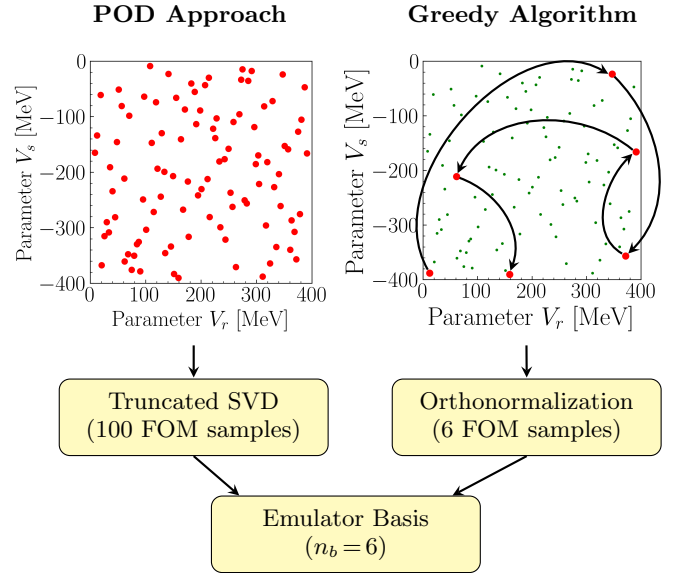 POD Approach
Greedy Algorithm
0
−100
−200
−300
−400
Parameter V_s [MeV]
0 100 200 300 400
Parameter V_r [MeV]
0
−100
−200
−300
−400
Parameter V_s [MeV]
0 100 200 300 400
Parameter V_r [MeV]
Truncated SVD
(100 FOM samples)
Orthonormalization
(6 FOM samples)
Emulator Basis
(n_b = 6)